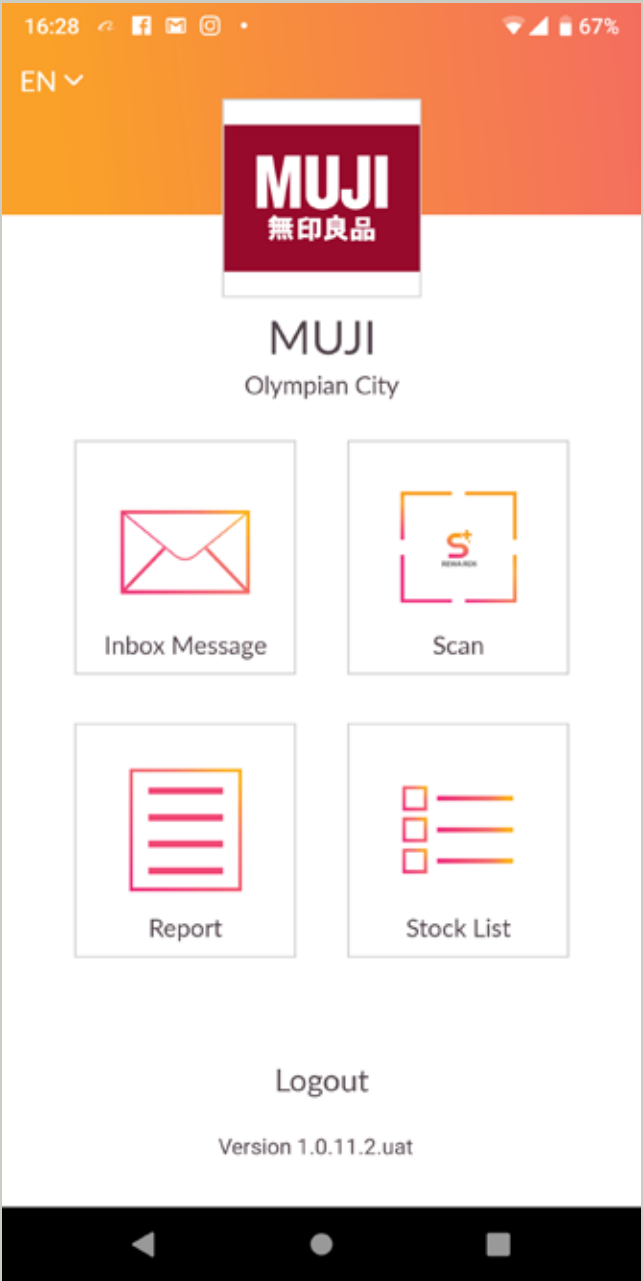 16:28
67%
EN
MUJI
無印良品
MUJI
Olympian City
Inbox Message
S+
REWARDS
Scan
Report
Stock List
Logout
Version 1.0.11.2.uat